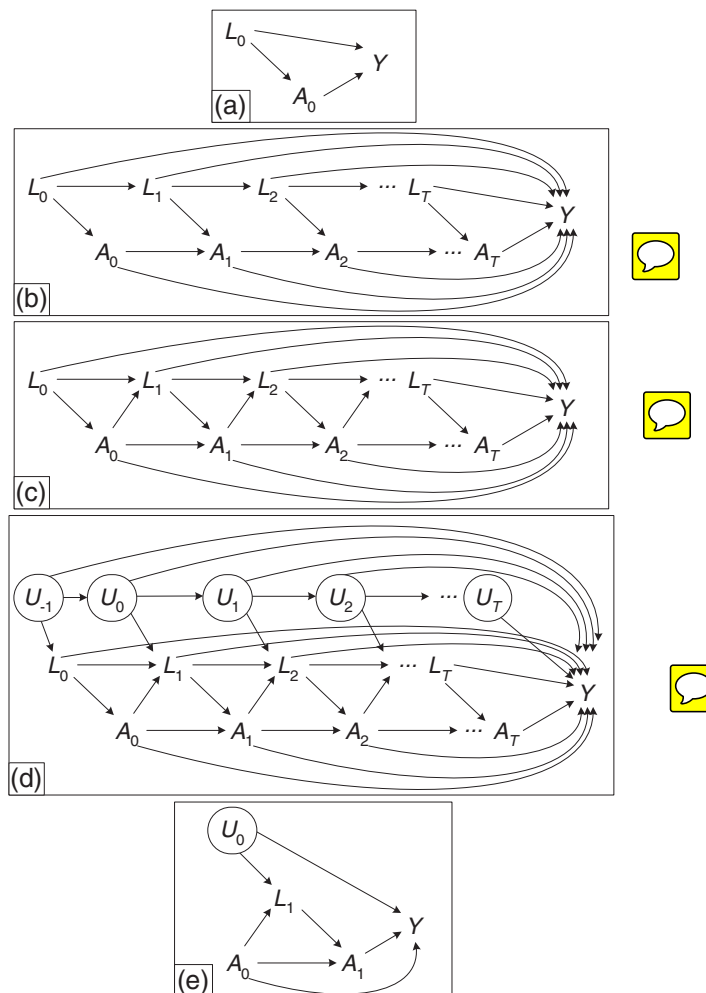 L0
Y
A0
(a)
L0 L1 L2 ... LT
Y
A0 A1 A2 ... AT
(b)
L0 L1 L2 ... LT
Y
A0 A1 A2 ... AT
(c)
U-1 U0 U1 U2 ... UT
L0 L1 L2 ... LT
Y
A0 A1 A2 ... AT
(d)
U0
L1
Y
A0 A1
(e)